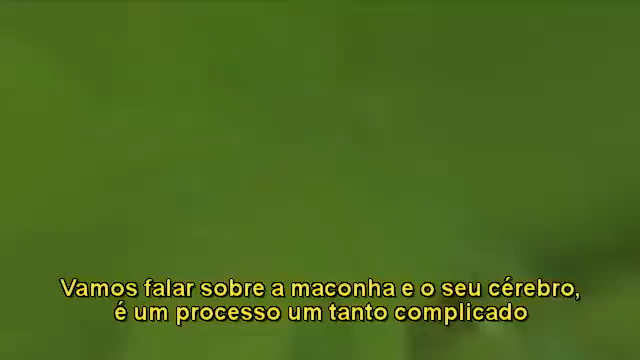 Vamos falar sobre a maconha e o seu cérebro,
é um processo um tanto complicado